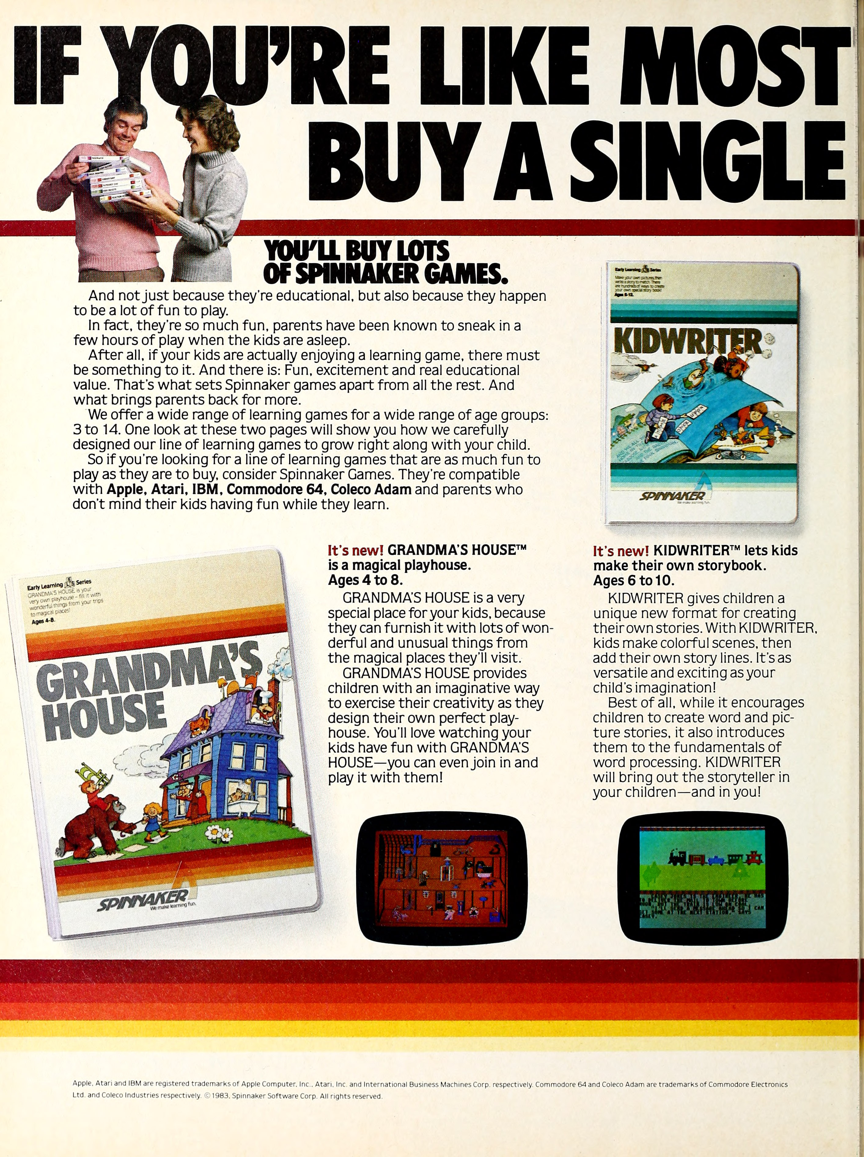 IF YOU'RE LIKE MOST
BUY A SINGLE
YOU'LL BUY LOTS
OF SPINNAKER GAMES.
And not just because they're educational, but also because they happen
to be a lot of fun to play.
In fact, they're so much fun, parents have been known to sneak in a
few hours of play when the kids are asleep.
After all, if your kids are actually enjoying a learning game, there must
be something to it. And there is: Fun, excitement and real educational
value. That's what sets Spinnaker games apart from all the rest. And
what brings parents back for more.
We offer a wide range of learning games for a wide range of age groups:
3 to 14. One look at these two pages will show you how we carefully
designed our line of learning games to grow right along with your child.
So if you're looking for a line of learning games that are as much fun to
play as they are to buy, consider Spinnaker Games. They're compatible
with Apple, Atari, IBM, Commodore 64, Coleco Adam and parents who
don't mind their kids having fun while they learn.
Early Learning Series
KIDWRITER
SPINNAKER
Early Learning Series
GRANDMA'S HOUSE is your
very own playhouse - fill it with
wonderful things from your trips
to magical places!
Ages 4-8.
GRANDMA'S
HOUSE
SPINNAKER
We make learning fun.
It's new! GRANDMA'S HOUSE™
is a magical playhouse.
Ages 4 to 8.
GRANDMA'S HOUSE is a very
special place for your kids, because
they can furnish it with lots of won-
derful and unusual things from
the magical places they'll visit.
GRANDMA'S HOUSE provides
children with an imaginative way
to exercise their creativity as they
design their own perfect play-
house. You'll love watching your
kids have fun with GRANDMA'S
HOUSE—you can even join in and
play it with them!
It's new! KIDWRITER™ lets kids
make their own storybook.
Ages 6 to 10.
KIDWRITER gives children a
unique new format for creating
their own stories. With KIDWRITER,
kids make colorful scenes, then
add their own story lines. It's as
versatile and exciting as your
child's imagination!
Best of all, while it encourages
children to create word and pic-
ture stories, it also introduces
them to the fundamentals of
word processing. KIDWRITER
will bring out the storyteller in
your children—and in you!
Apple, Atari and IBM are registered trademarks of Apple Computer, Inc., Atari, Inc. and International Business Machines Corp. respectively. Commodore 64 and Coleco Adam are trademarks of Commodore Electronics
Ltd. and Coleco Industries respectively. © 1983, Spinnaker Software Corp. All rights reserved.